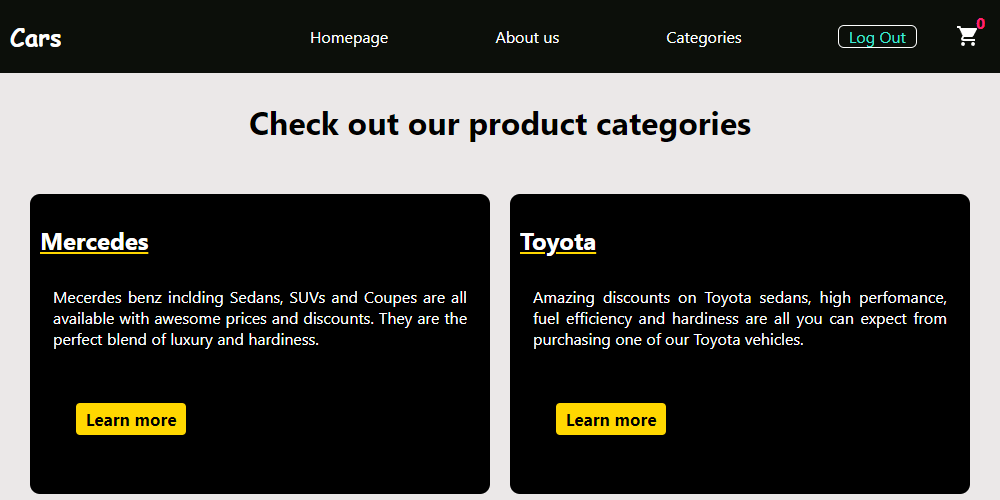 Cars
Homepage
About us
Categories
Log Out
0
Check out our product categories
Mercedes
Mecerdes benz inclding Sedans, SUVs and Coupes are all
available with awesome prices and discounts. They are the
perfect blend of luxury and hardiness.
Learn more
Toyota
Amazing discounts on Toyota sedans, high perfomance,
fuel efficiency and hardiness are all you can expect from
purchasing one of our Toyota vehicles.
Learn more